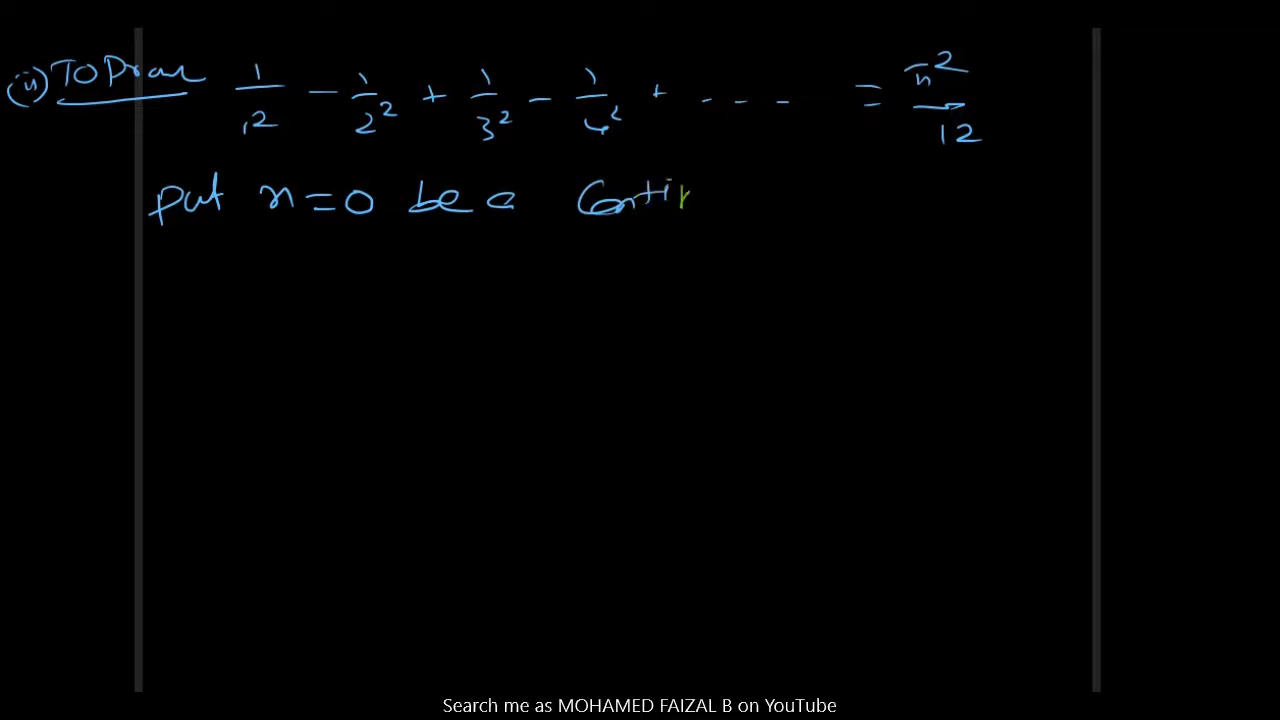 (ii) To Prove 1/1² - 1/2² + 1/3² - 1/4² + - - - - = π²/12
put x=0 be a Conti
Search me as MOHAMED FAIZAL B on YouTube